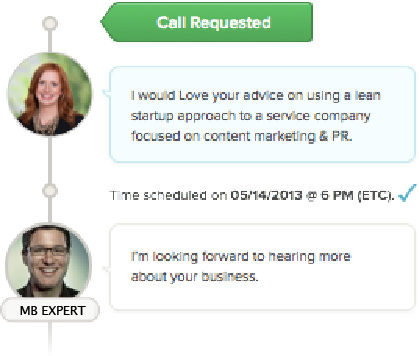 Call Requested
I would Love your advice on using a lean
startup approach to a service company
focused on content marketing & PR.
Time scheduled on 05/14/2013 @ 6 PM (ETC).
I'm looking forward to hearing more
about your business.
MB EXPERT